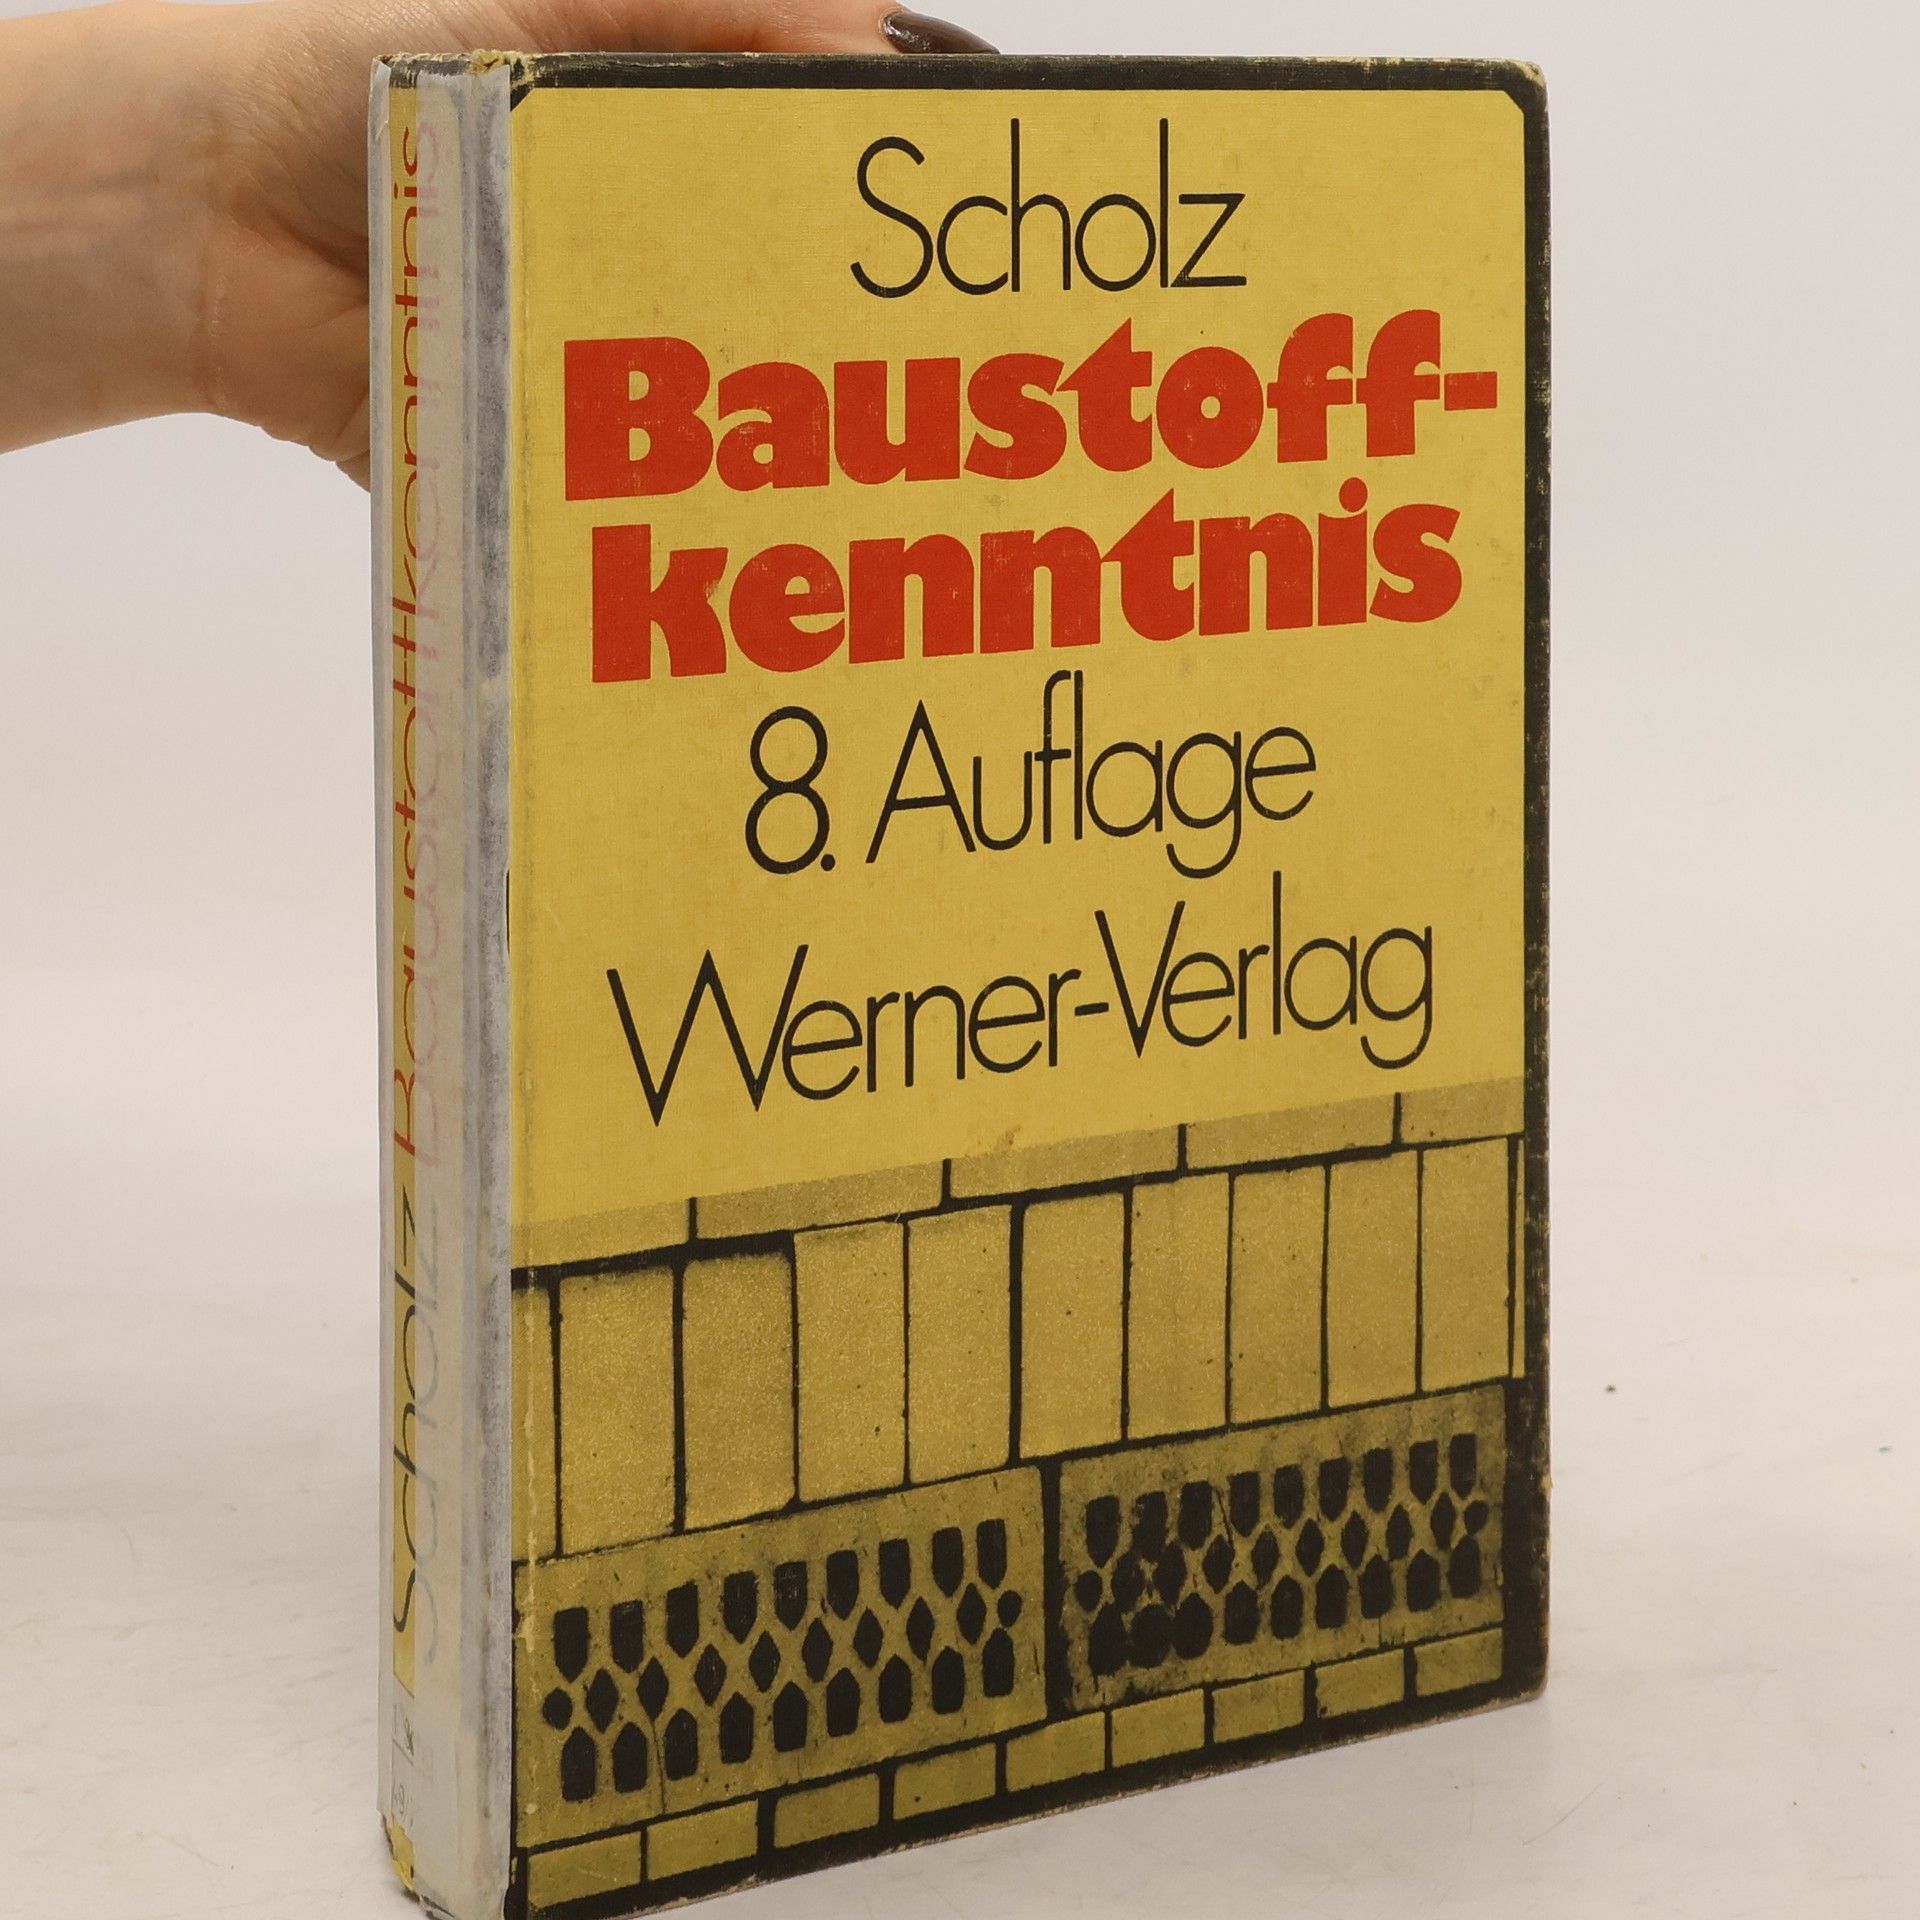 Scholz
Baustoff-
kenntnis
8. Auflage
Werner-Verlag
Scholz Baustoffkenntnis